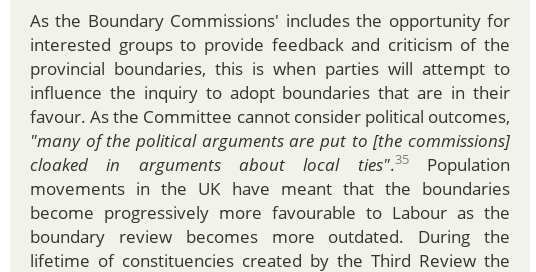 As the Boundary Commissions' includes the opportunity for
interested groups to provide feedback and criticism of the
provincial boundaries, this is when parties will attempt to
influence the inquiry to adopt boundaries that are in their
favour. As the Committee cannot consider political outcomes,
"many of the political arguments are put to [the commissions]
cloaked in arguments about local ties".35 Population
movements in the UK have meant that the boundaries
become progressively more favourable to Labour as the
boundary review becomes more outdated. During the
lifetime of constituencies created by the Third Review the